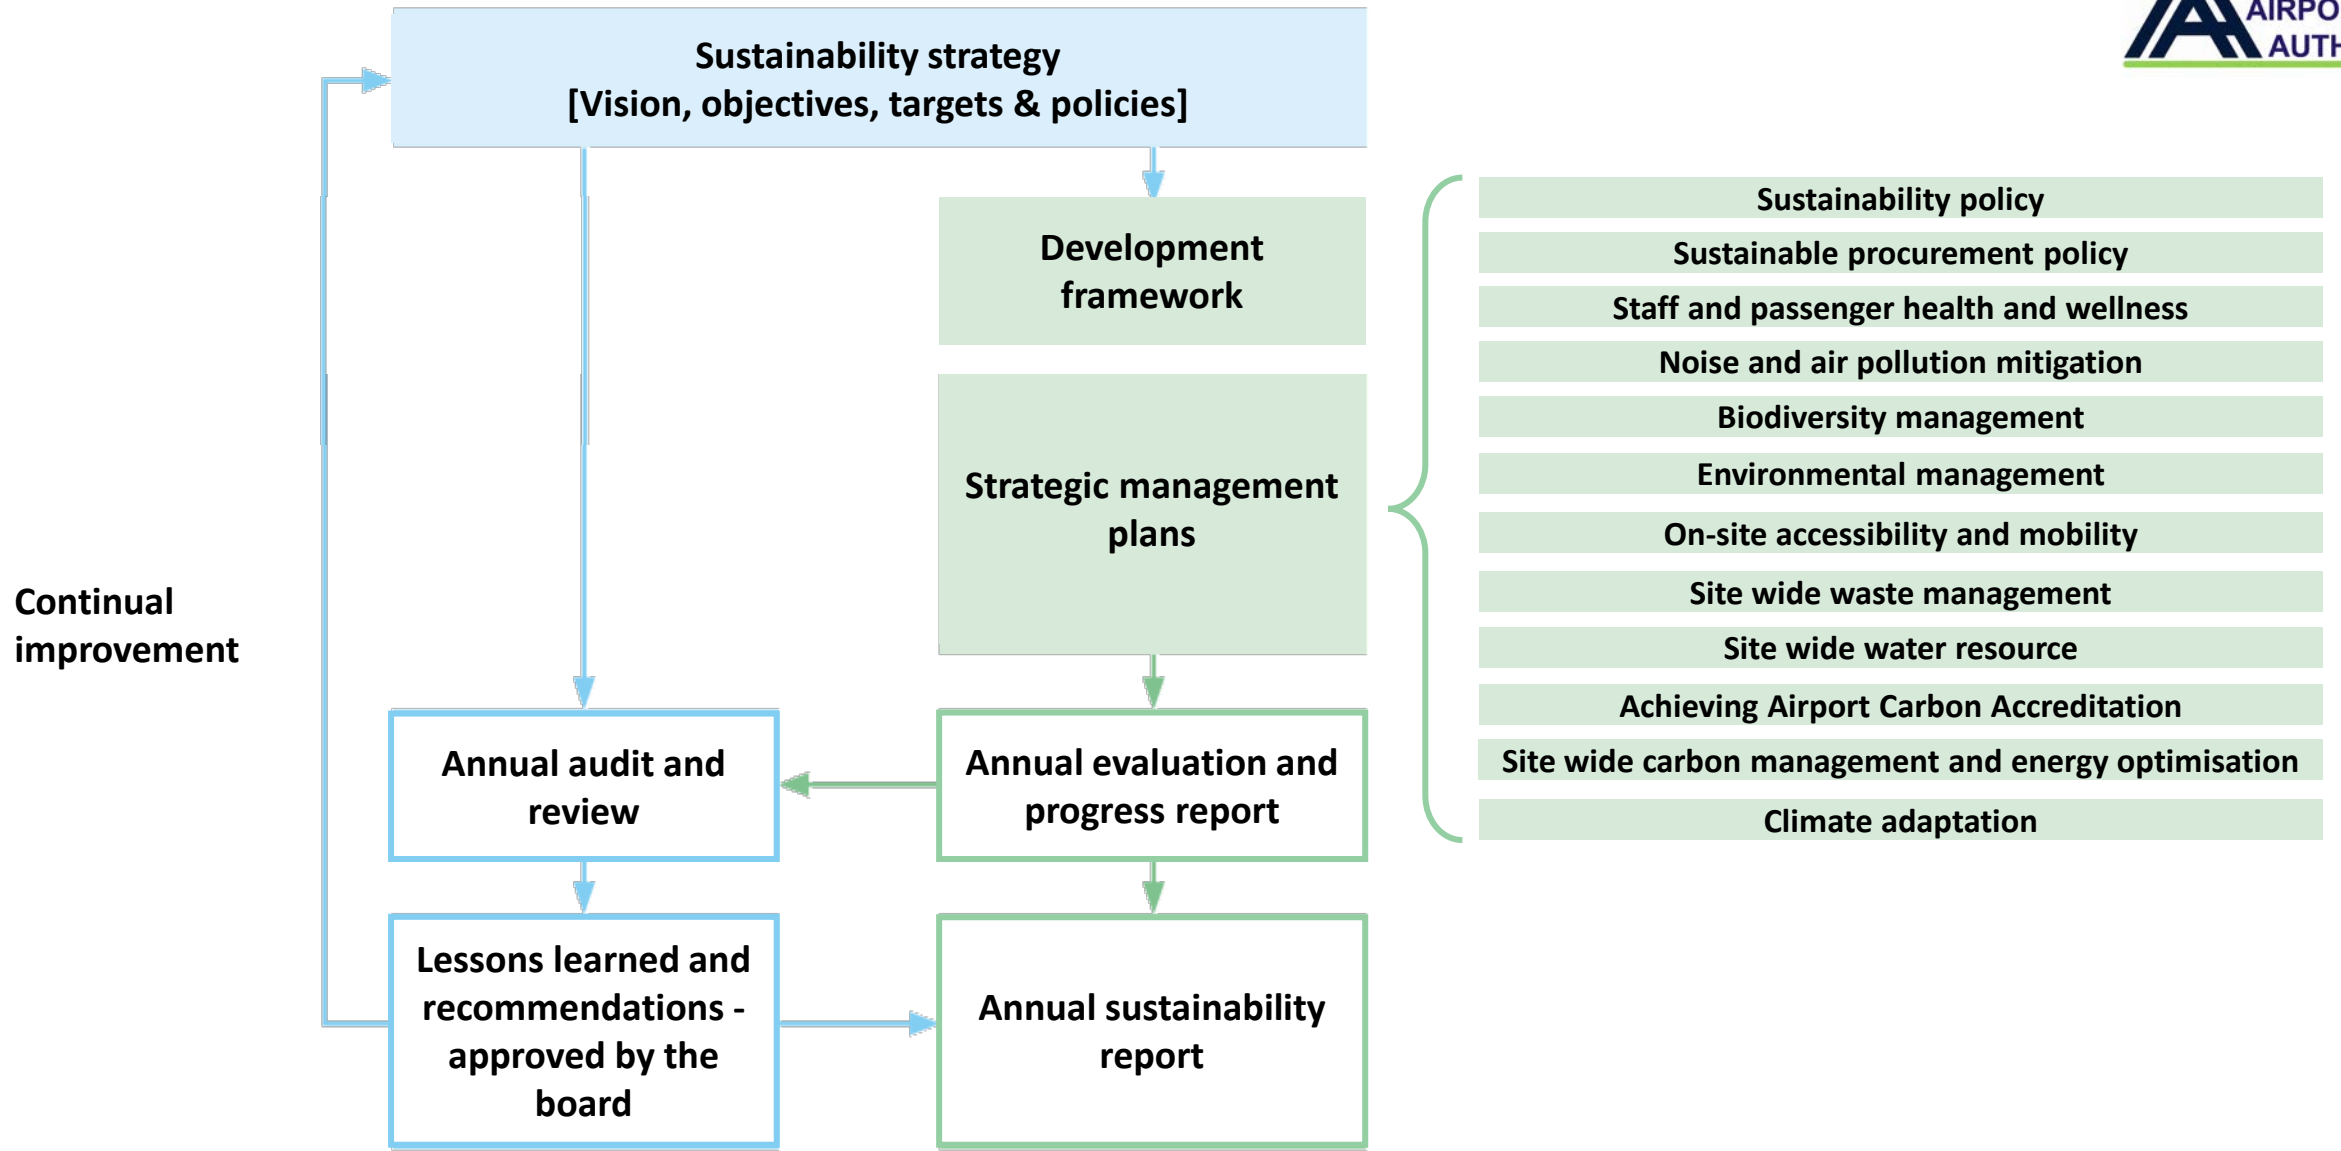 Sustainability strategy
[Vision, objectives, targets & policies]
Development
framework
Strategic management
plans
Continual
improvement
Annual audit and
review
Annual evaluation and
progress report
Lessons learned and
recommendations -
approved by the
board
Annual sustainability
report
Sustainability policy
Sustainable procurement policy
Staff and passenger health and wellness
Noise and air pollution mitigation
Biodiversity management
Environmental management
On-site accessibility and mobility
Site wide waste management
Site wide water resource
Achieving Airport Carbon Accreditation
Site wide carbon management and energy optimisation
Climate adaptation